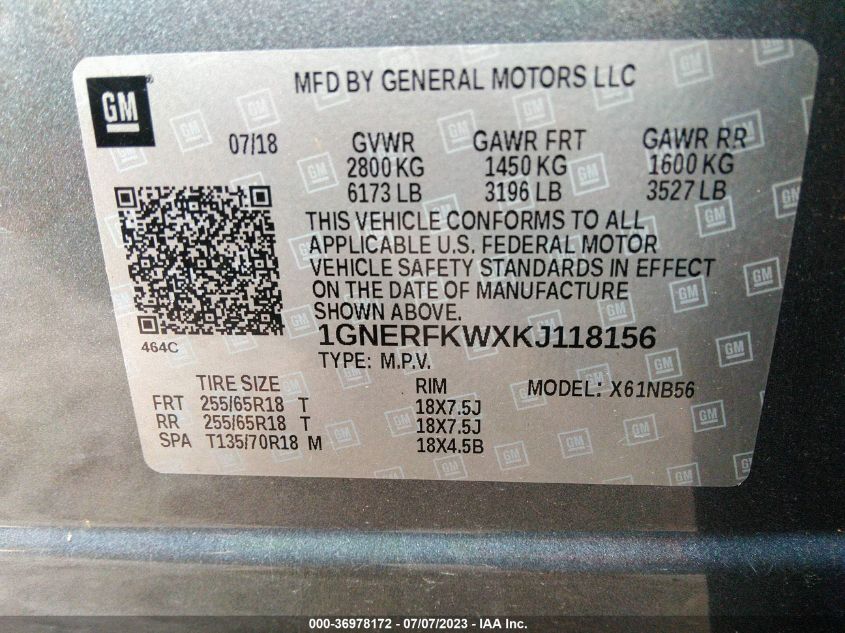 GM
MFD BY GENERAL MOTORS LLC
07/18 GVWR GAWR FRT GAWR RR
2800 KG 1450 KG 1600 KG
6173 LB 3196 LB 3527 LB
THIS VEHICLE CONFORMS TO ALL
APPLICABLE U.S. FEDERAL MOTOR
VEHICLE SAFETY STANDARDS IN EFFECT
ON THE DATE OF MANUFACTURE
SHOWN ABOVE.
464C
1GNERFKWXKJ118156
TYPE: M.P.V.
TIRE SIZE RIM MODEL: X61NB56
FRT 255/65R18 T 18X7.5J
RR 255/65R18 T 18X7.5J
SPA T135/70R18 M 18X4.5B
000-36978172 - 07/07/2023 - IAA Inc.